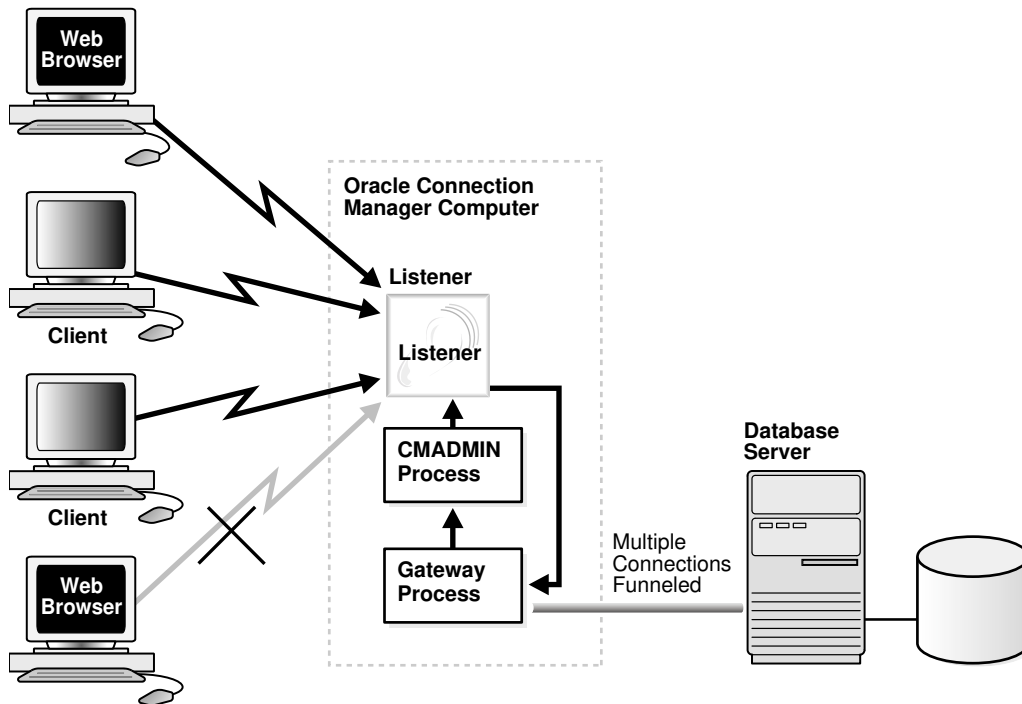 Web
Browser
Oracle Connection
Manager Computer
Listener
Client
Listener
CMADMIN
Process
Database
Server
Client
Multiple
Connections
Funneled
Gateway
Process
Web
Browser